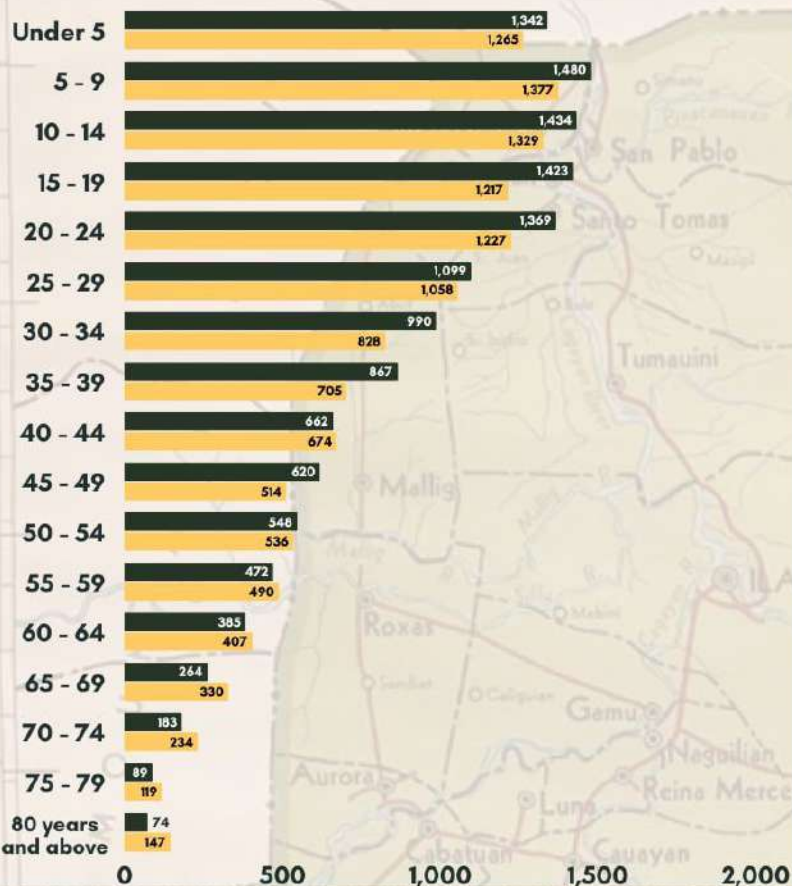 Under 5
1,342
1,265
5 - 9
1,480
1,377
10 - 14
1,434
1,329
15 - 19
1,423
1,217
20 - 24
1,369
1,227
25 - 29
1,099
1,058
30 - 34
990
828
35 - 39
867
705
40 - 44
662
674
45 - 49
620
514
50 - 54
548
536
55 - 59
472
490
60 - 64
385
407
65 - 69
264
330
70 - 74
183
234
75 - 79
89
119
80 years
and above
74
147
0 500 1,000 1,500 2,000
San Pablo
Santo Tomas
Tumauini
Mallig
Mallig
Roxas
Gamu
Naguilian
Aurora
Reina Merce
Luna
Cabatuan
Cauayan